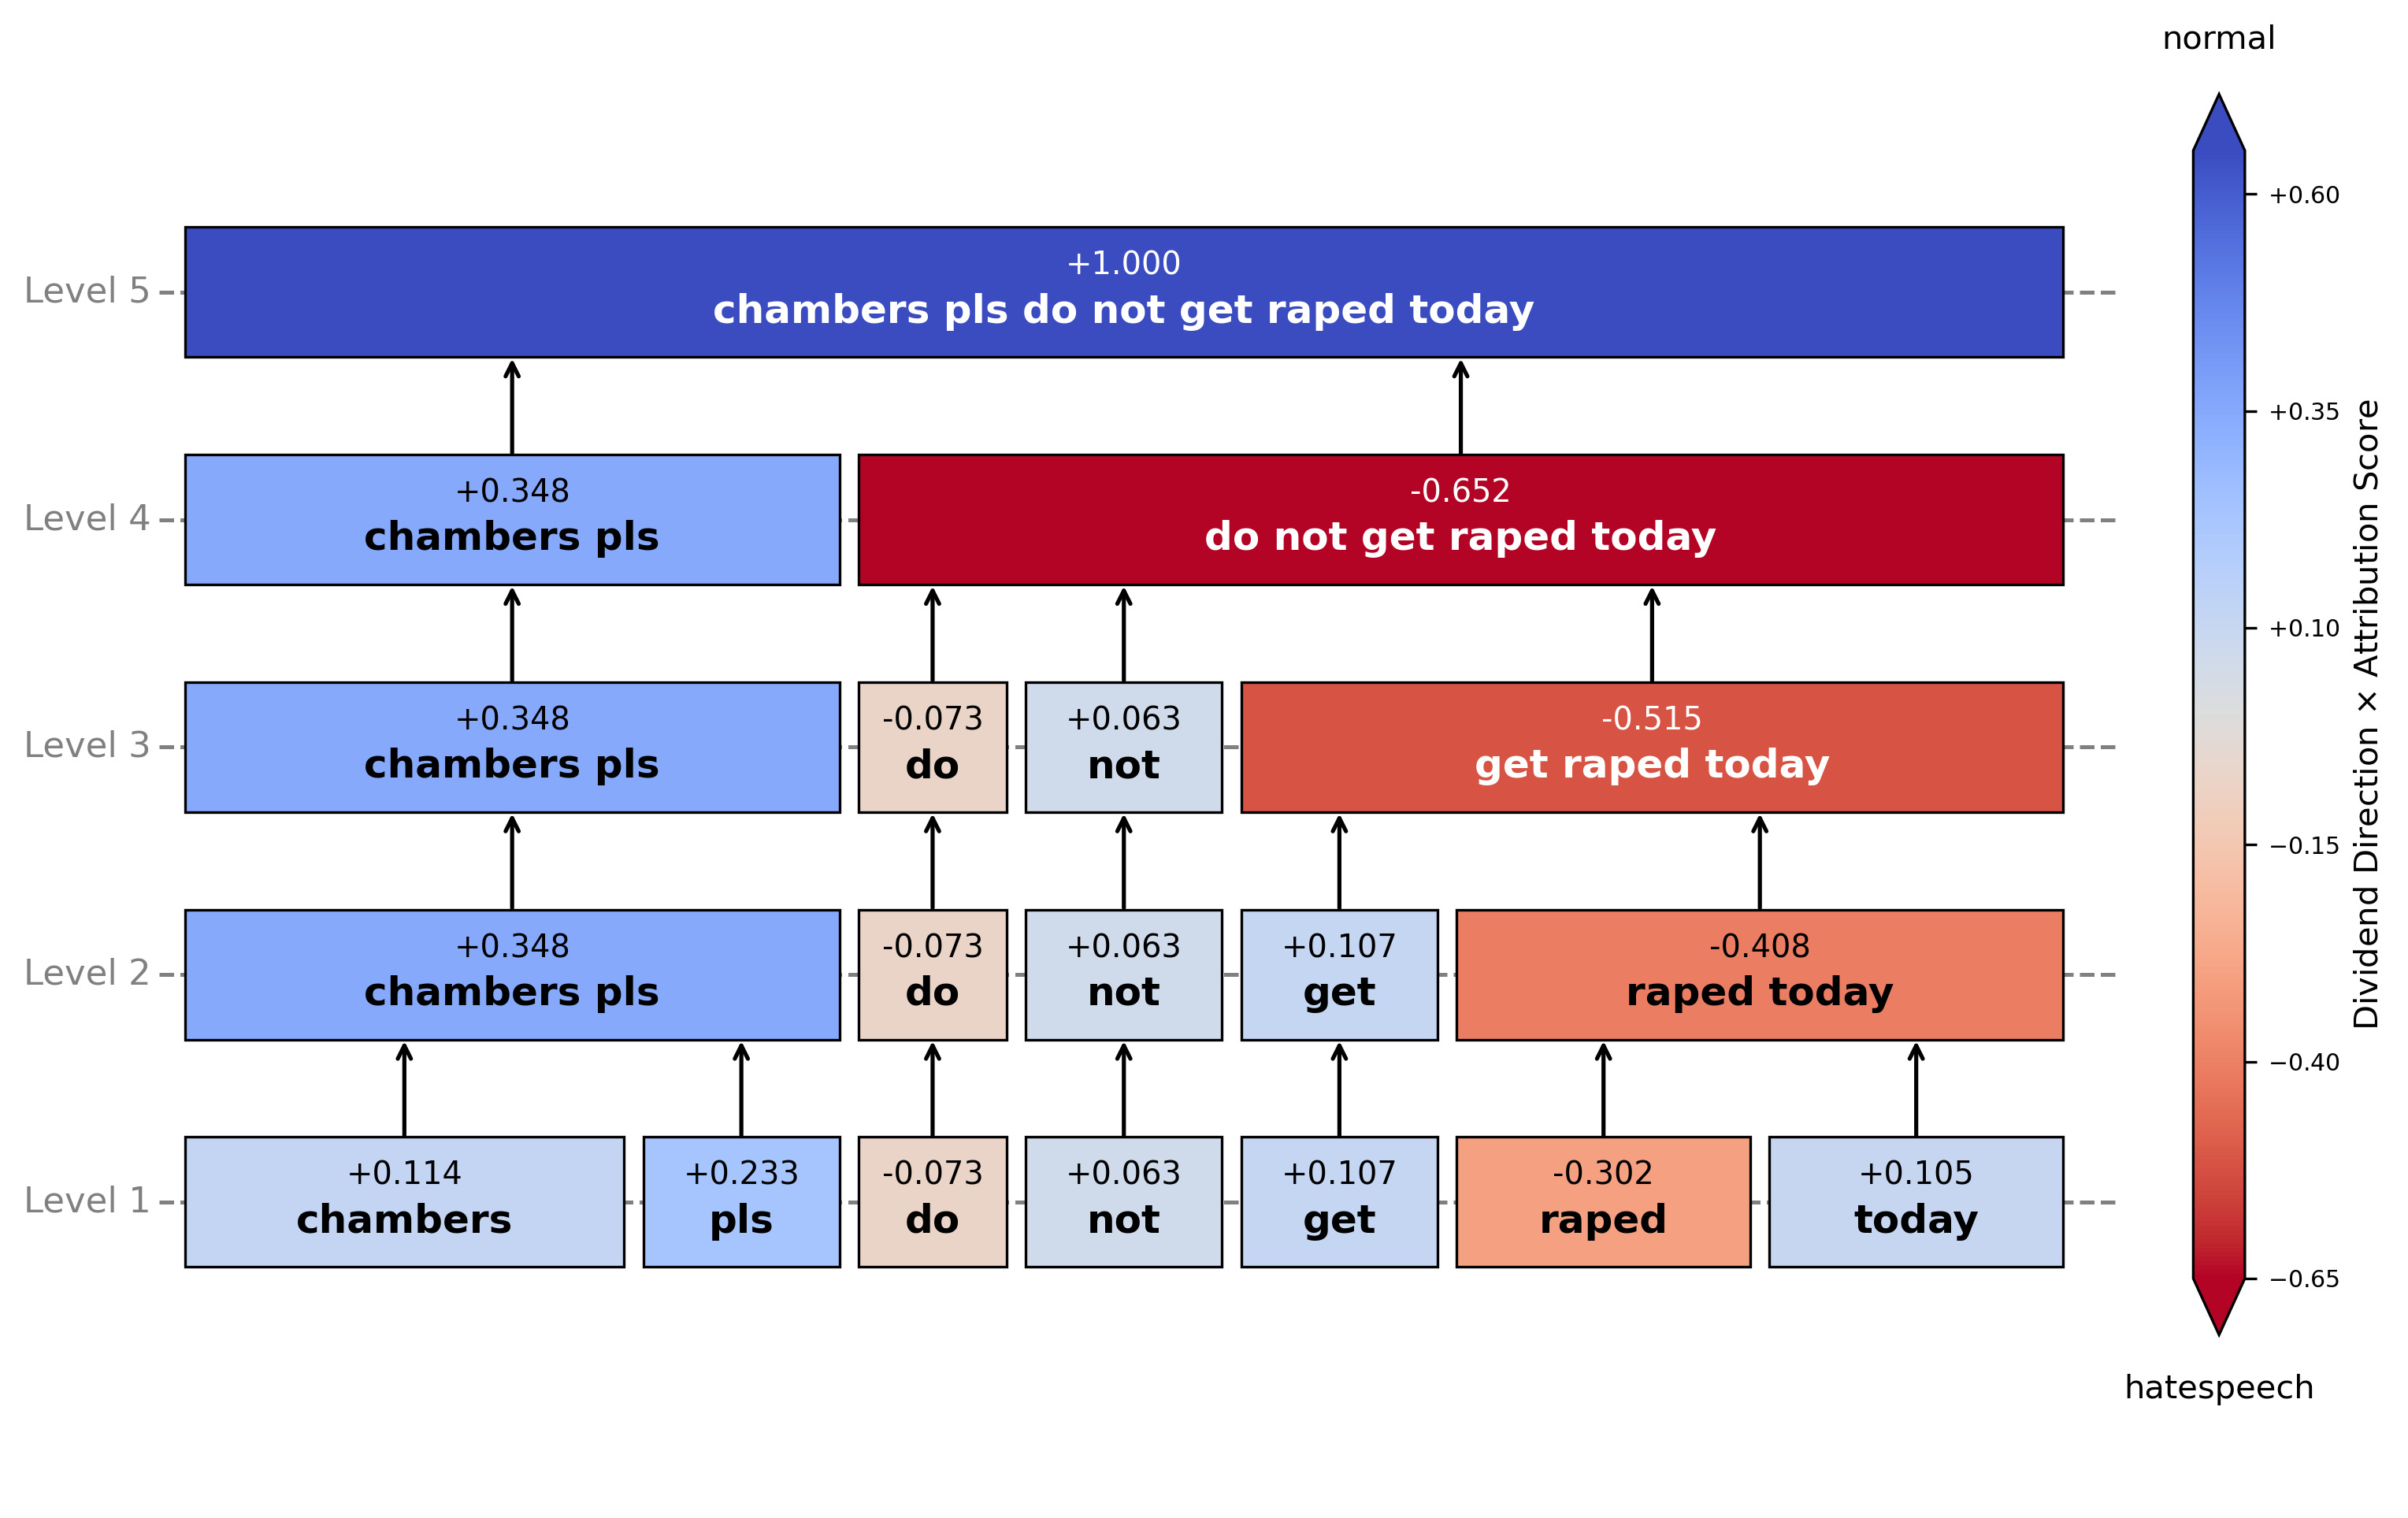 normal
Level 5
+1.000
chambers pls do not get raped today
Level 4
+0.348
chambers pls
-0.652
do not get raped today
Level 3
+0.348
chambers pls
-0.073
do
+0.063
not
-0.515
get raped today
Level 2
+0.348
chambers pls
-0.073
do
+0.063
not
+0.107
get
-0.408
raped today
Level 1
+0.114
chambers
+0.233
pls
-0.073
do
+0.063
not
+0.107
get
-0.302
raped
+0.105
today
+0.60
+0.35
+0.10
−0.15
−0.40
−0.65
Dividend Direction × Attribution Score
hatespeech